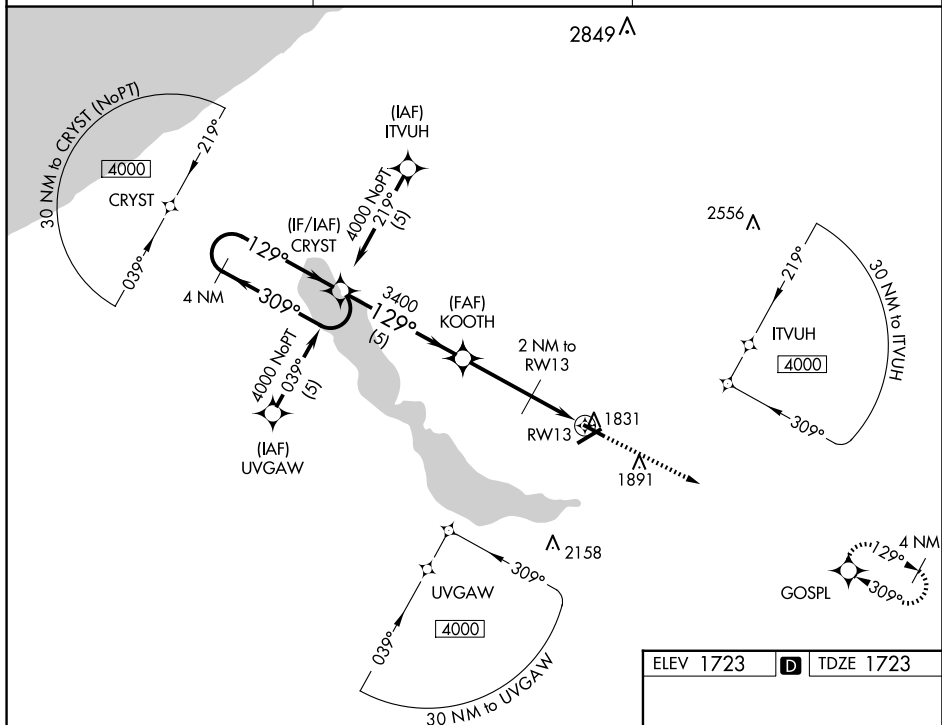 2849
30 NM to CRYST (NoPT)
219°
4000
CRYST
039°
(IAF)
ITVUH
4000 NoPT
219°
(5)
(IF/IAF)
CRYST
129°
4 NM
309°
3400
129°
(5)
(FAF)
KOOTH
2 NM to
RW13
RW13
1831
1891
4000 NoPT
039°
(5)
(IAF)
UVGAW
2556
219°
30 NM to ITVUH
ITVUH
4000
309°
2158
309°
UVGAW
4000
039°
30 NM to UVGAW
4 NM
129°
309°
GOSPL
ELEV 1723 D TDZE 1723